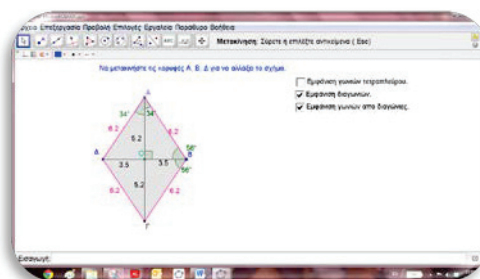 Επεξεργασία Προβολή Επιλογές Εργαλεία Παράθυρο Βοήθεια
Μετακίνηση: Σύρετε ή επιλέξτε αντικείμενο ( Esc)
Να μετακινήσετε τις κορυφές Α, Β, Δ για να αλλάξει το σχήμα.
Εμφάνιση γωνιών τετραπλεύρου.
Εμφάνιση διαγωνίων.
Εμφάνιση γωνιών απο διαγώνιες.
Α
34° 34°
6.2 6.2
5.2
Δ 56° Β
3.5 3.5
56°
5.2
6.2 6.2
Γ
Εισαγωγή: